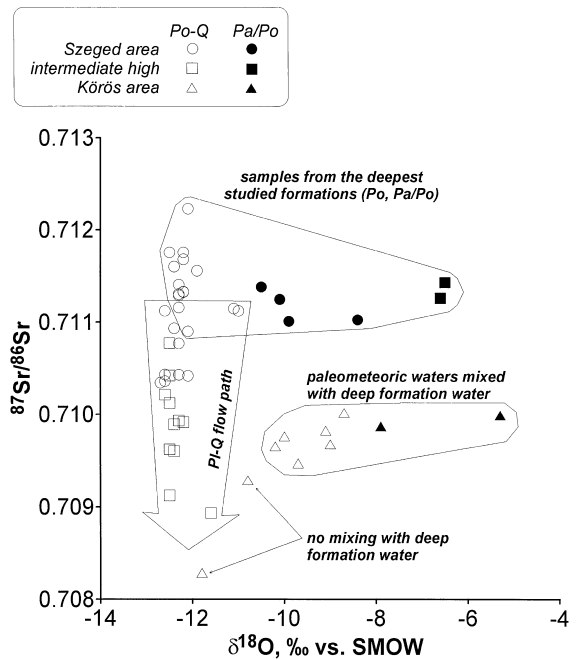 Po-Q Pa/Po
Szeged area
intermediate high
Körös area
0.713
0.712
0.711
0.710
0.709
0.708
87Sr/86Sr
samples from the deepest
studied formations (Po, Pa/Po)
paleometeoric waters mixed
with deep formation water
Pl-Q flow path
no mixing with deep
formation water
-14 -12 -10 -8 -6 -4
δ18O, ‰ vs. SMOW